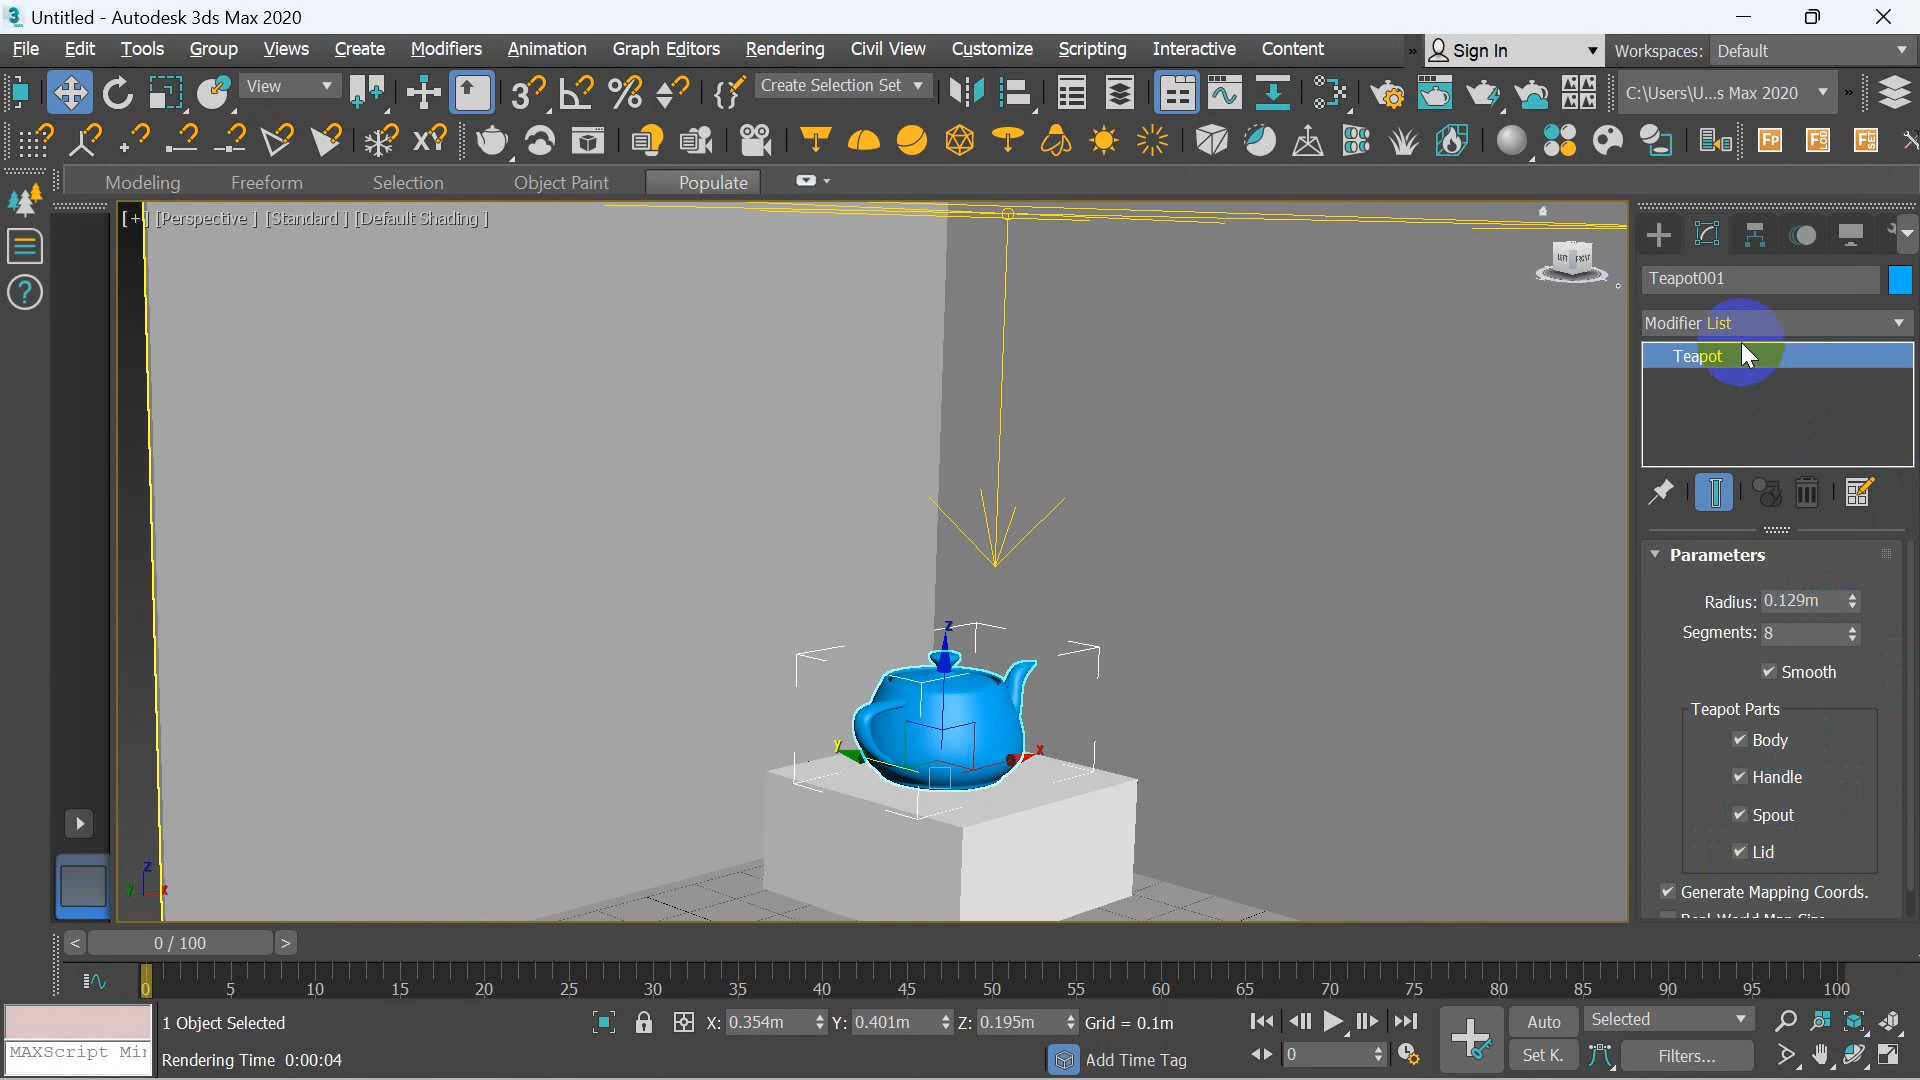 Untitled - Autodesk 3ds Max 2020
File Edit Tools Group Views Create Modifiers Animation Graph Editors Rendering Civil View Customize Scripting Interactive Content
Sign In
Workspaces: Default
View
Create Selection Set
C:\Users\U...s Max 2020
Modeling Freeform Selection Object Paint Populate
[+] [Perspective ] [Standard ] [Default Shading ]
LEFT
FRONT
Teapot001
Modifier List
Teapot
Parameters
Radius: 0.129m
Segments: 8
Smooth
Teapot Parts
Body
Handle
Spout
Lid
Generate Mapping Coords.
z
y
x
z
y
x
< 0 / 100 >
0 5 10 15 20 25 30 35 40 45 50 55 60 65 70 75 80 85 90 95 100
1 Object Selected
X: 0.354m Y: 0.401m Z: 0.195m Grid = 0.1m
Auto
Selected
MAXScript Mi
Rendering Time 0:00:04
Add Time Tag
0
Set K.
Filters...